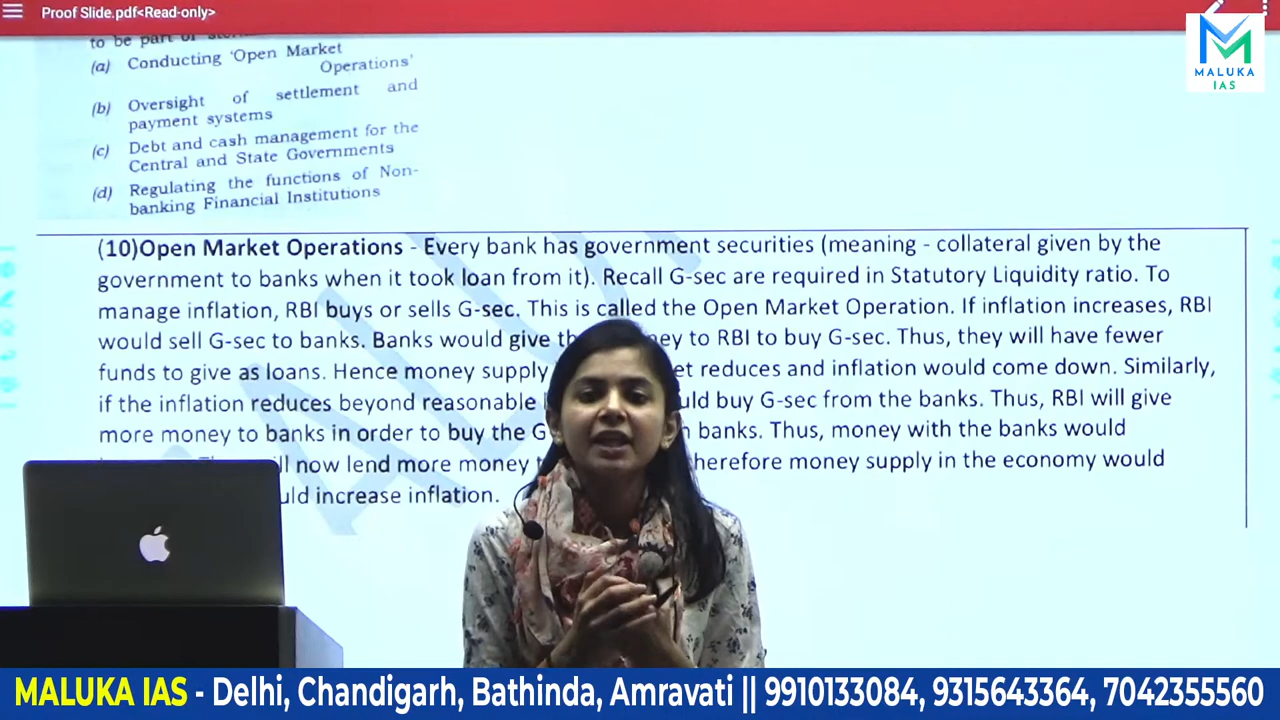 Proof Slide.pdf<Read-only>
MALUKA
IAS
to be part of
(a) Conducting 'Open Market
Operations'
(b) Oversight of settlement and
payment systems
(c) Debt and cash management for the
Central and State Governments
(d) Regulating the functions of Non-
banking Financial Institutions
(10)Open Market Operations - Every bank has government securities (meaning - collateral given by the
government to banks when it took loan from it). Recall G-sec are required in Statutory Liquidity ratio. To
manage inflation, RBI buys or sells G-sec. This is called the Open Market Operation. If inflation increases, RBI
would sell G-sec to banks. Banks would give to RBI to buy G-sec. Thus, they will have fewer
funds to give as loans. Hence money supply reduces and inflation would come down. Similarly,
if the inflation reduces beyond reasonable buy G-sec from the banks. Thus, RBI will give
more money to banks in order to buy the banks. Thus, money with the banks would
now lend more money money supply in the economy would
increase inflation.
MALUKA IAS - Delhi, Chandigarh, Bathinda, Amravati || 9910133084, 9315643364, 7042355560